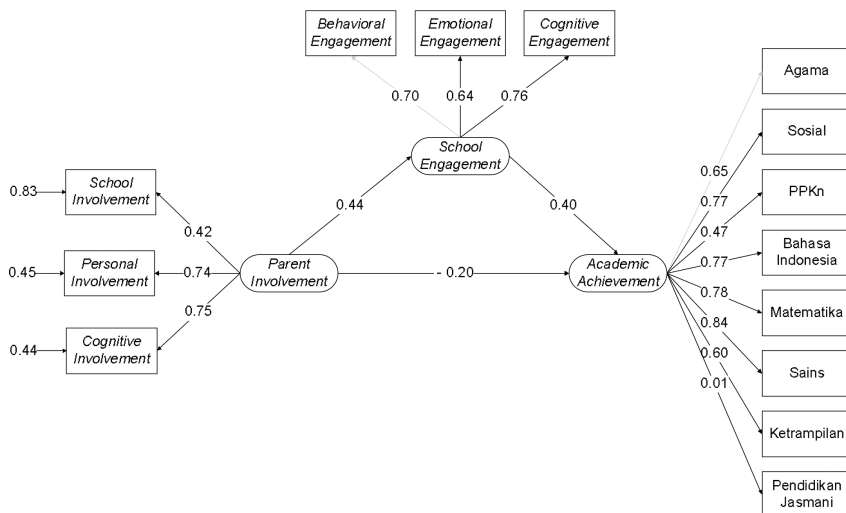 Behavioral
Engagement
Emotional
Engagement
Cognitive
Engagement
0.70
0.64
0.76
School
Engagement
0.44
0.40
0.83
School
Involvement
0.42
0.45
Personal
Involvement
0.74
0.44
Cognitive
Involvement
0.75
Parent
Involvement
- 0.20
Academic
Achievement
0.65
0.77
0.47
0.77
0.78
0.84
0.60
0.01
Agama
Sosial
PPKn
Bahasa
Indonesia
Matematika
Sains
Ketrampilan
Pendidikan
Jasmani